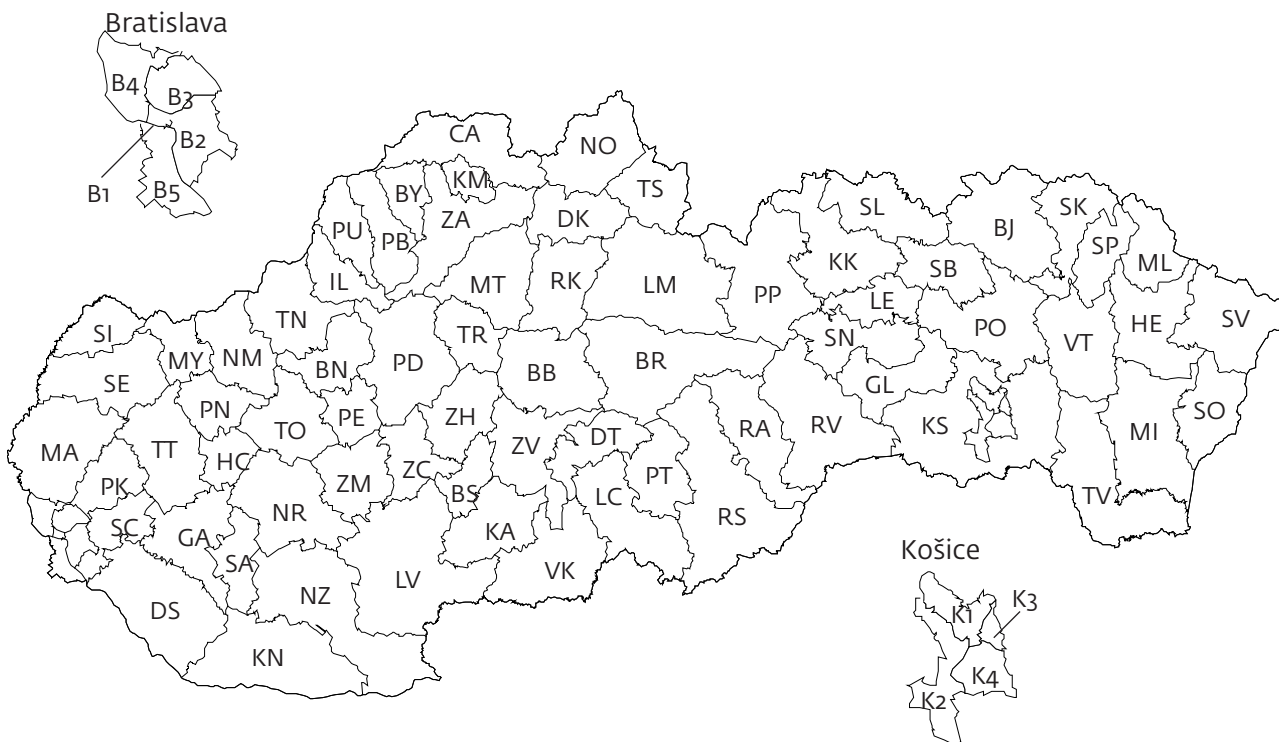 Bratislava
B4
B3
B2
B1
B5
CA
NO
KM
TS
BY
SL
SK
PU
ZA
DK
BJ
PB
SP
KK
SB
ML
IL
MT
RK
LM
PP
LE
TN
SV
SI
TR
SN
PO
HE
VT
MY
NM
BN
PD
BB
BR
SE
GL
PN
PE
ZH
TO
DT
RA
RV
KS
SO
MA
TT
HC
ZV
MI
PK
ZM
ZC
BS
LC
PT
TV
SC
GA
NR
KA
RS
SA
VK
Košice
DS
NZ
LV
K1
K3
KN
K4
K2